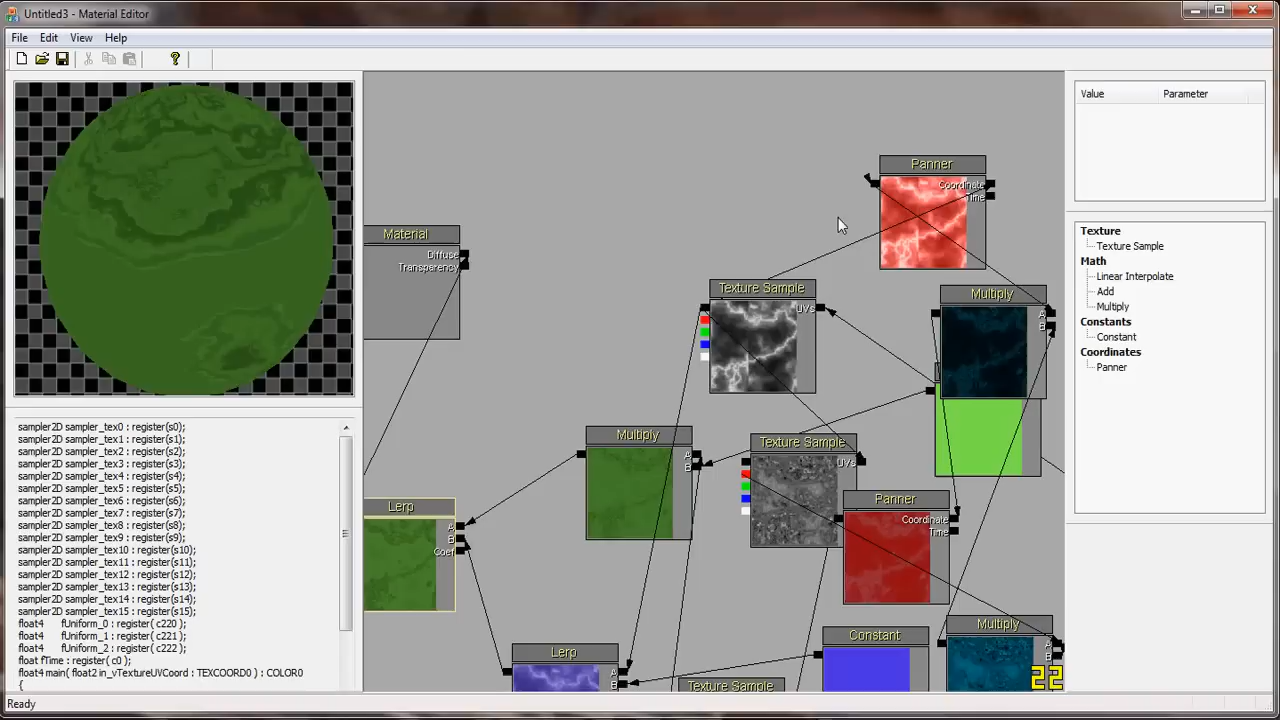 Untitled3 - Material Editor
File Edit View Help
Value Parameter
Texture
Texture Sample
Math
Linear Interpolate
Add
Multiply
Constants
Constant
Coordinates
Panner
Panner
Coordinate
Time
Material
Diffuse
Transparency
Texture Sample
UVs
Multiply
A
B
Multiply
A
B
Texture Sample
UVs
Panner
Coordinate
Time
Lerp
A
B
Coef
Lerp
A
B
Constant
Multiply
Texture Sample
22
sampler2D sampler_tex0 : register(s0);
sampler2D sampler_tex1 : register(s1);
sampler2D sampler_tex2 : register(s2);
sampler2D sampler_tex3 : register(s3);
sampler2D sampler_tex4 : register(s4);
sampler2D sampler_tex5 : register(s5);
sampler2D sampler_tex6 : register(s6);
sampler2D sampler_tex7 : register(s7);
sampler2D sampler_tex8 : register(s8);
sampler2D sampler_tex9 : register(s9);
sampler2D sampler_tex10 : register(s10);
sampler2D sampler_tex11 : register(s11);
sampler2D sampler_tex12 : register(s12);
sampler2D sampler_tex13 : register(s13);
sampler2D sampler_tex14 : register(s14);
sampler2D sampler_tex15 : register(s15);
float4 fUniform_0 : register( c220 );
float4 fUniform_1 : register( c221 );
float4 fUniform_2 : register( c222 );
float fTime : register( c0 );
float4 main( float2 in_vTextureUVCoord : TEXCOORD0 ) : COLOR0
{
Ready